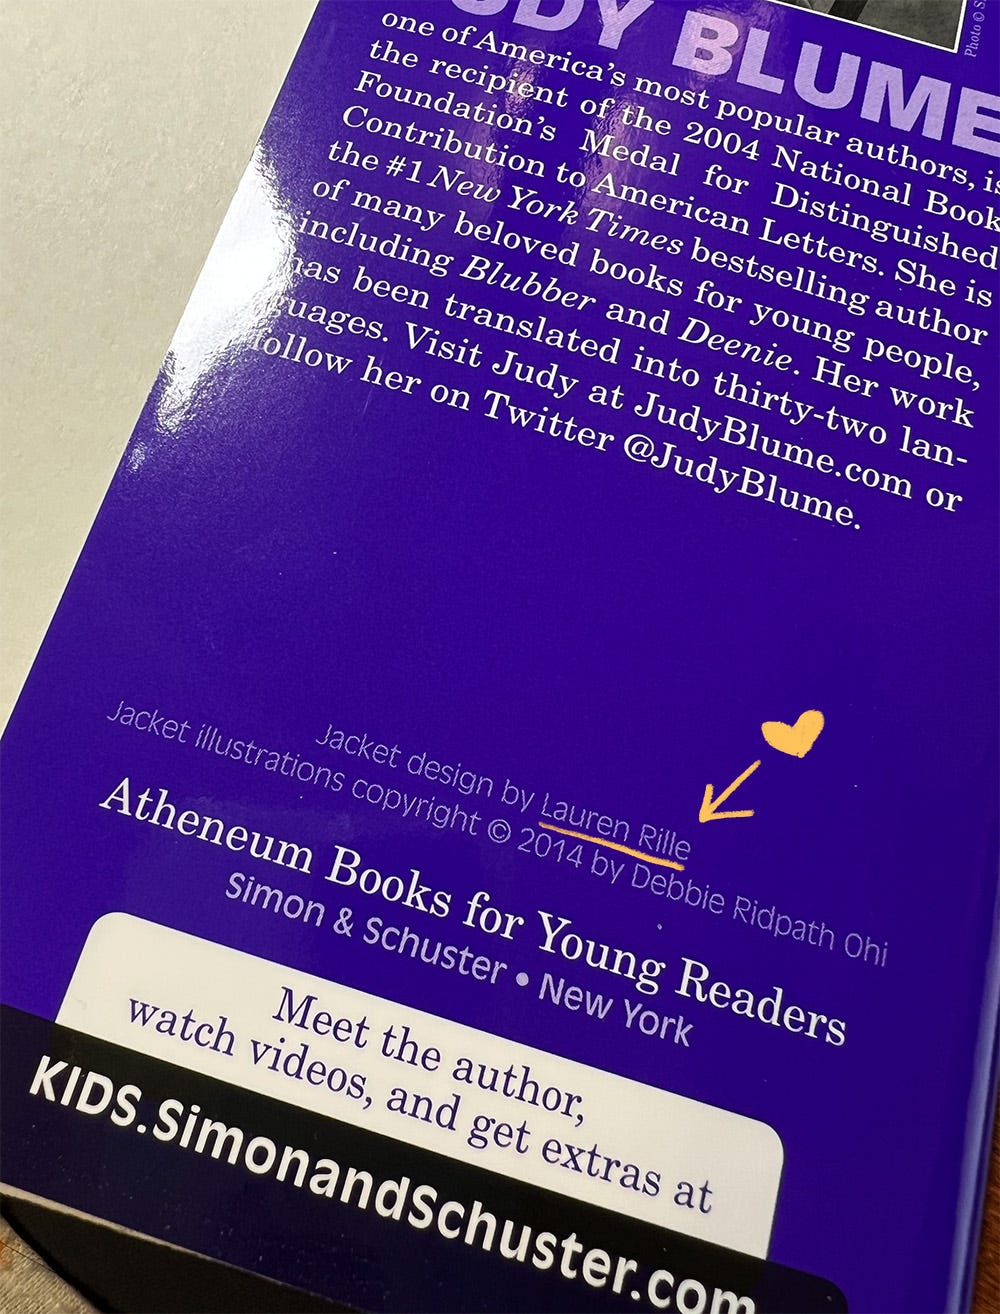 Photo ©
UDY BLUME
one of America's most popular authors, is
the recipient of the 2004 National Book
Foundation's Medal for Distinguished
Contribution to American Letters. She is
the #1 New York Times bestselling author
of many beloved books for young people,
including Blubber and Deenie. Her work
has been translated into thirty-two lan-
guages. Visit Judy at JudyBlume.com or
follow her on Twitter @JudyBlume.
Jacket design by Lauren Rille
Jacket illustrations copyright © 2014 by Debbie Ridpath Ohi
Atheneum Books for Young Readers
Simon & Schuster • New York
Meet the author,
watch videos, and get extras at
KIDS.SimonandSchuster.com